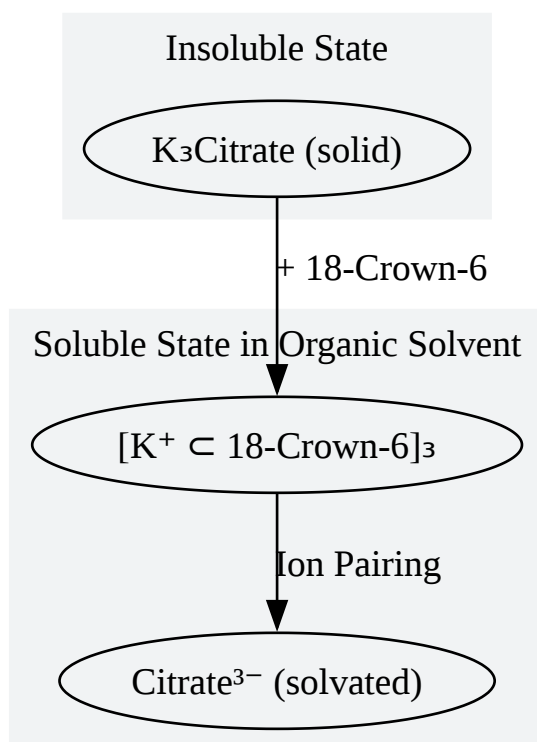 Insoluble State
K₃Citrate (solid)
+ 18-Crown-6
Soluble State in Organic Solvent
[K⁺ ⊂ 18-Crown-6]₃
Ion Pairing
Citrate³⁻ (solvated)